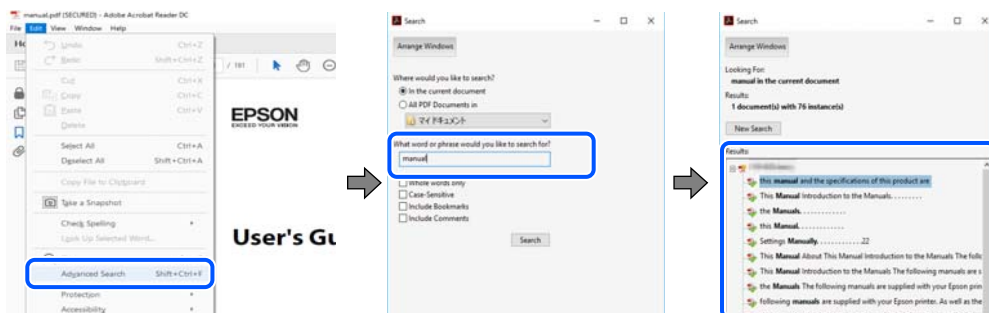 manual.pdf (SECURED) - Adobe Acrobat Reader DC
File Edit View Window Help
Undo Ctrl+Z
Shift+Ctrl+Z
Cut Ctrl+X
Copy Ctrl+C
Paste Ctrl+V
Delete
Select All Ctrl+A
Deselect All Shift+Ctrl+A
Copy File to Clipboard
Take a Snapshot
Check Spelling
Look Up Selected Word...
Advanced Search Shift+Ctrl+F
Protection
Accessibility
/ 181
EPSON
EXCEED YOUR VISION
User's Gu
Search
Arrange Windows
Where would you like to search?
In the current document
All PDF Documents in
マイ ドキュメント
What word or phrase would you like to search for?
manual
Whole words only
Case-Sensitive
Include Bookmarks
Include Comments
Search
Search
Arrange Windows
Looking For:
manual in the current document
Results:
1 document(s) with 76 instance(s)
New Search
Results:
this manual and the specifications of this product are
This Manual Introduction to the Manuals.........
the Manuals.............
this Manual.............
Settings Manually............22
This Manual About This Manual Introduction to the Manuals The follo
This Manual Introduction to the Manuals The following manuals are s
the Manuals The following manuals are supplied with your Epson prin
following manuals are supplied with your Epson printer. As well as the